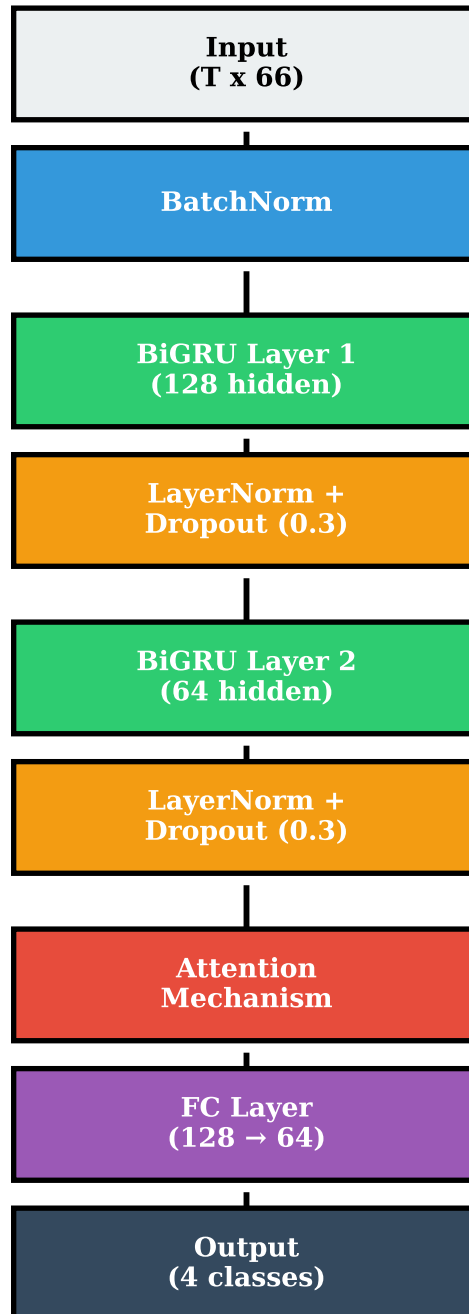 Input
(T x 66)
BatchNorm
BiGRU Layer 1
(128 hidden)
LayerNorm +
Dropout (0.3)
BiGRU Layer 2
(64 hidden)
LayerNorm +
Dropout (0.3)
Attention
Mechanism
FC Layer
(128 → 64)
Output
(4 classes)